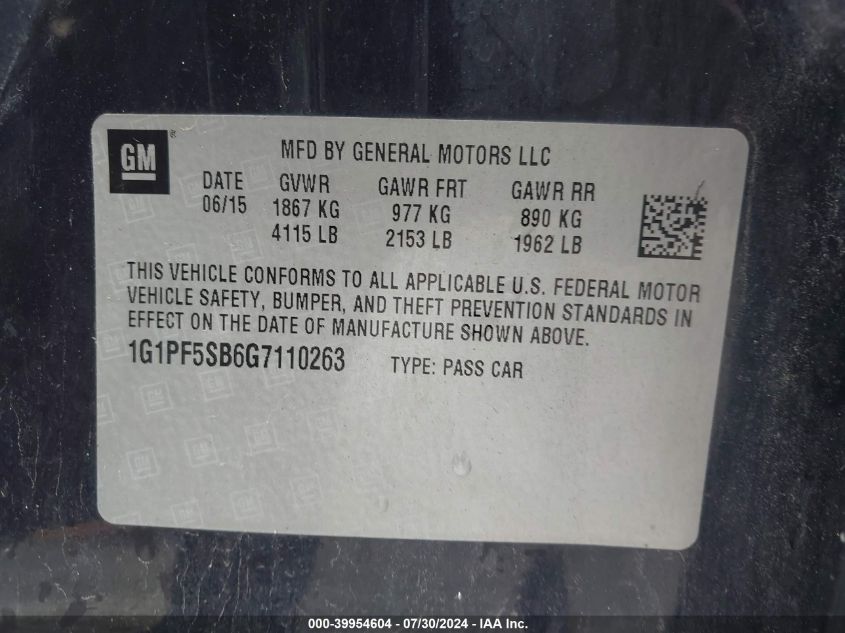 GM ®
MFD BY GENERAL MOTORS LLC
DATE GVWR GAWR FRT GAWR RR
06/15 1867 KG 977 KG 890 KG
4115 LB 2153 LB 1962 LB
THIS VEHICLE CONFORMS TO ALL APPLICABLE U.S. FEDERAL MOTOR
VEHICLE SAFETY, BUMPER, AND THEFT PREVENTION STANDARDS IN
EFFECT ON THE DATE OF MANUFACTURE SHOWN ABOVE.
1G1PF5SB6G7110263 TYPE: PASS CAR
000-39954604 / 07/30/2024 - IAA Inc.